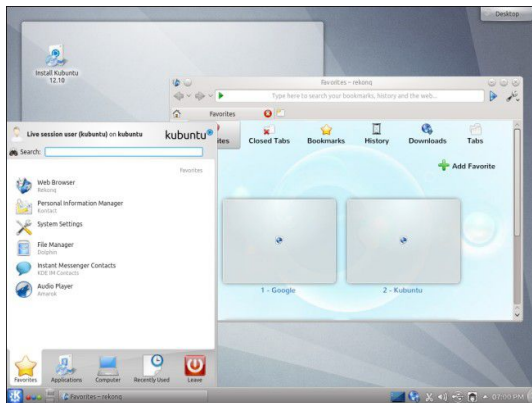 Desktop
Install Kubuntu
12.10
Favorites – rekonq
Type here to search your bookmarks, history and the web...
Favorites
Live session user (kubuntu) on kubuntu
kubuntu
Search:
Favorites
Web Browser
Rekonq
Personal Information Manager
Kontact
System Settings
File Manager
Dolphin
Instant Messenger Contacts
KDE IM Contacts
Audio Player
Amarok
Favorites
Applications
Computer
Recently Used
Leave
ites
Closed Tabs
Bookmarks
History
Downloads
Tabs
Add Favorite
1 - Google
2 - Kubuntu
Favorites – rekonq
07:00 PM